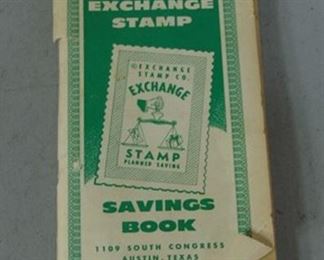 EXCHANGE
STAMP
©EXCHANGE
STAMP CO.
EXCHANGE
STAMP
PLANNED SAVING
SAVINGS
BOOK
1109 SOUTH CONGRESS
AUSTIN, TEXAS